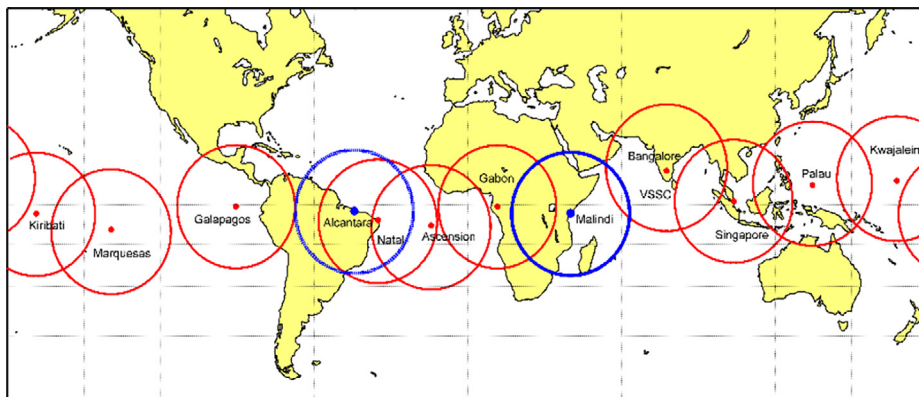 Kiribati
Marquesas
Galapagos
Alcantara
Natal
Ascension
Gabon
Malindi
Bangalore
VSSC
Singapore
Palau
Kwajalein